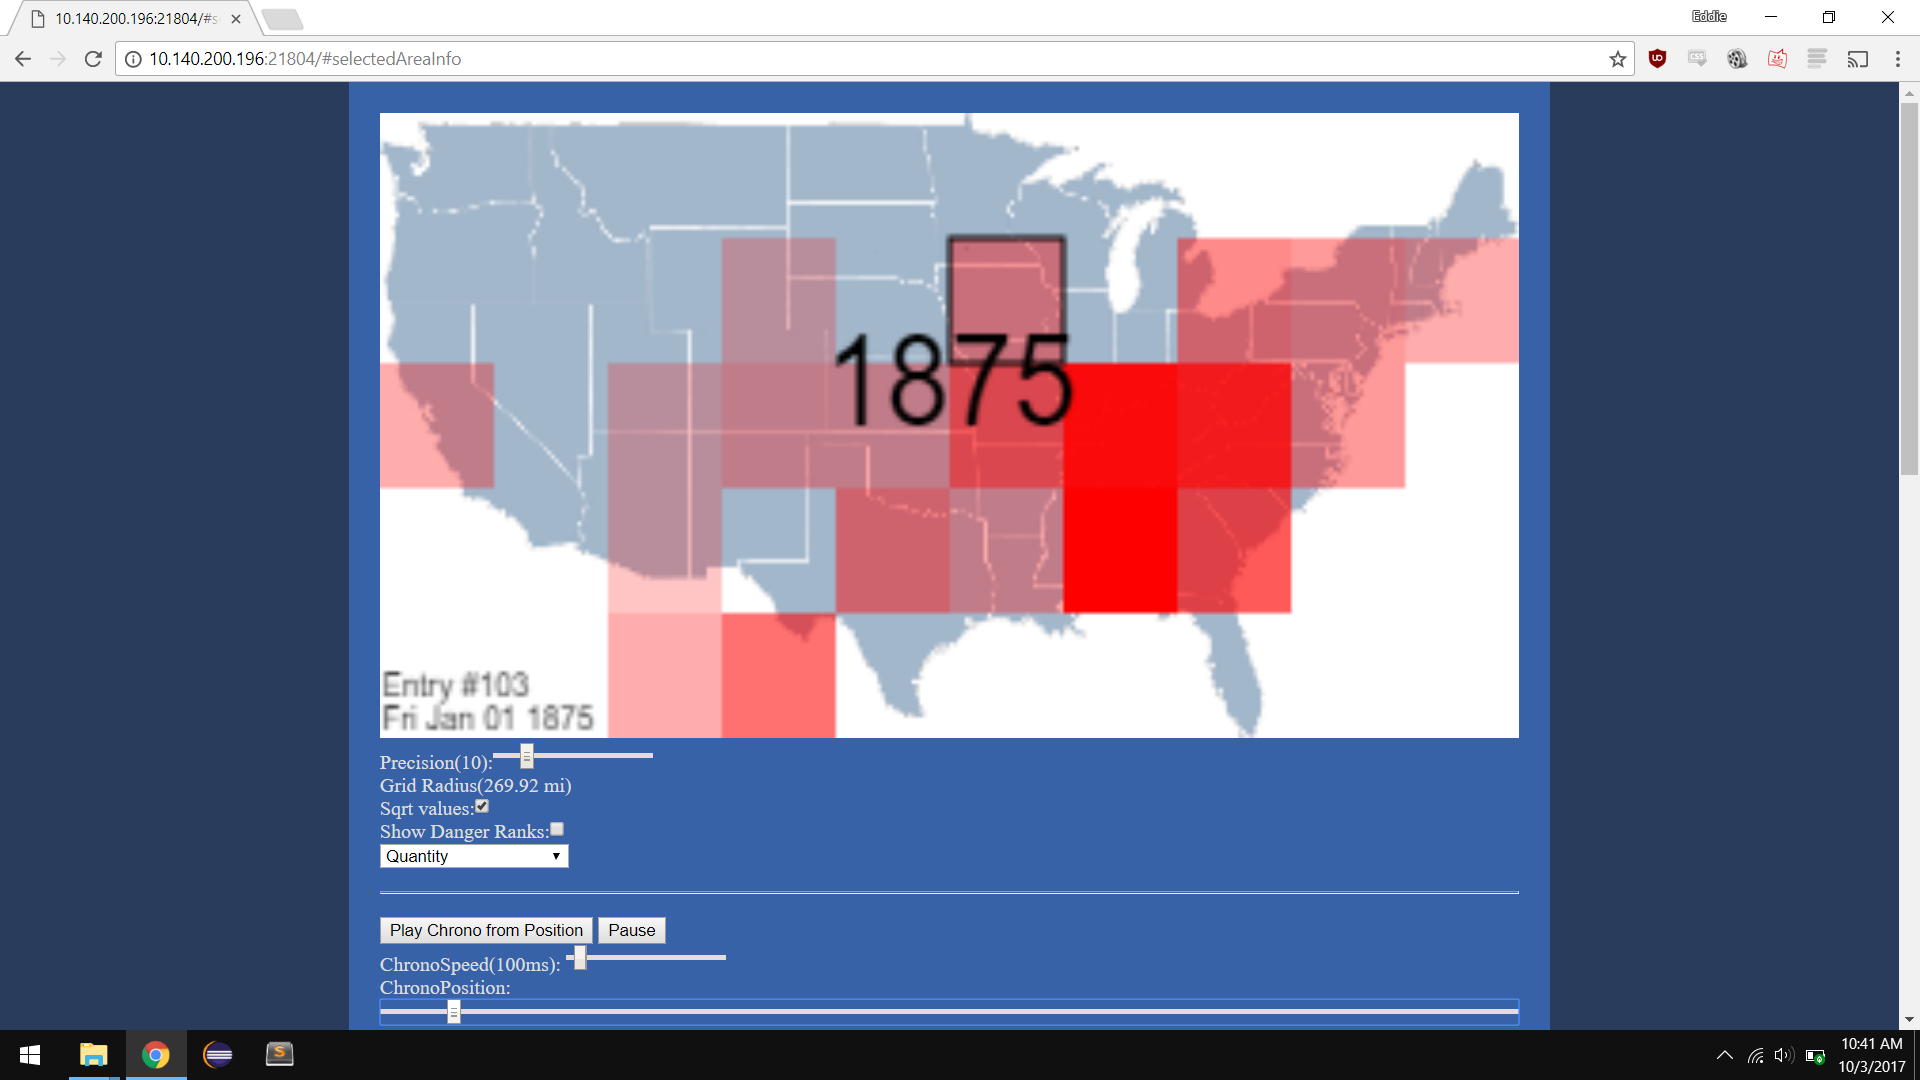 10.140.200.196:21804/#s
Eddie
10.140.200.196:21804/#selectedAreaInfo
1875
Entry #103
Fri Jan 01 1875
Precision(10):
Grid Radius(269.92 mi)
Sqrt values:
Show Danger Ranks:
Quantity
Play Chrono from Position Pause
ChronoSpeed(100ms):
ChronoPosition:
10:41 AM
10/3/2017